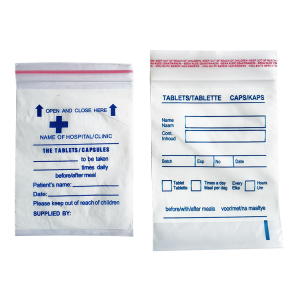 OPEN AND CLOSE HERE
NAME OF HOSPITAL/CLINIC
THE TABLETS/CAPSULES
to be taken
times daily
before/after meal
Patient's name:
Date:
Please keep out of reach of children
SUPPLIED BY:
TABLETS/TABLETTE CAPS/KAPS
Name
Naam
Cont.
Inhoud
Batch Exp No Date
Tablet Times a day Every Hours
Tablette Maal per dag Elke Ure
before/with/after meals voor/met/na maaltye